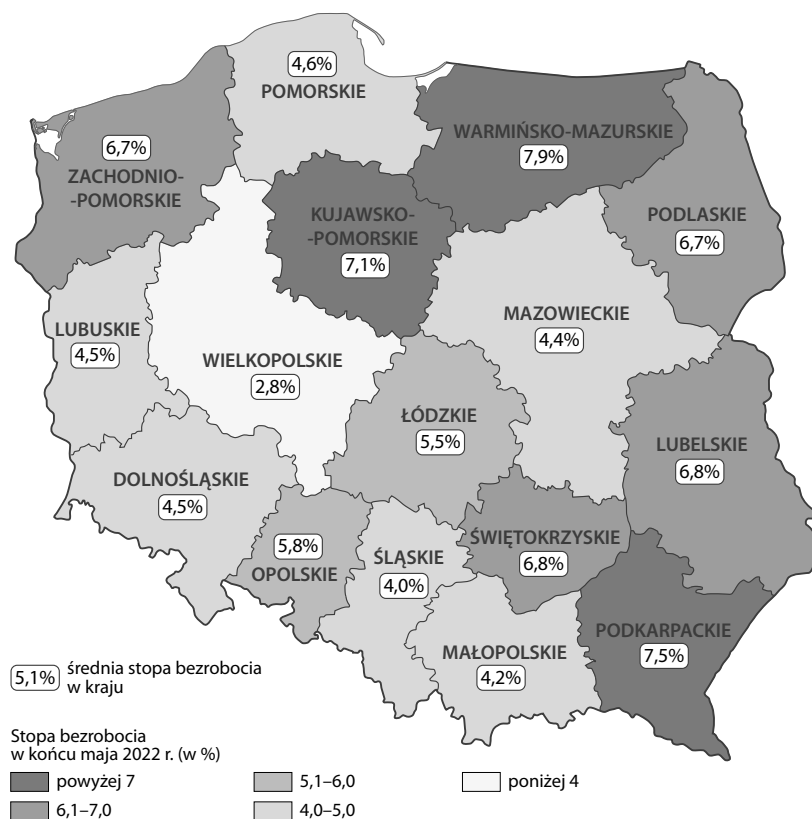 4,6%
POMORSKIE
WARMIŃSKO-MAZURSKIE
7,9%
6,7%
ZACHODNIO-
-POMORSKIE
KUJAWSKO-
-POMORSKIE
7,1%
PODLASKIE
6,7%
LUBUSKIE
4,5%
WIELKOPOLSKIE
2,8%
MAZOWIECKIE
4,4%
ŁÓDZKIE
5,5%
LUBELSKIE
6,8%
DOLNOŚLĄSKIE
4,5%
5,8%
OPOLSKIE
ŚLĄSKIE
4,0%
ŚWIĘTOKRZYSKIE
6,8%
MAŁOPOLSKIE
4,2%
PODKARPACKIE
7,5%
5,1% średnia stopa bezrobocia
w kraju
Stopa bezrobocia
w końcu maja 2022 r. (w %)
powyżej 7
6,1–7,0
5,1–6,0
4,0–5,0
poniżej 4